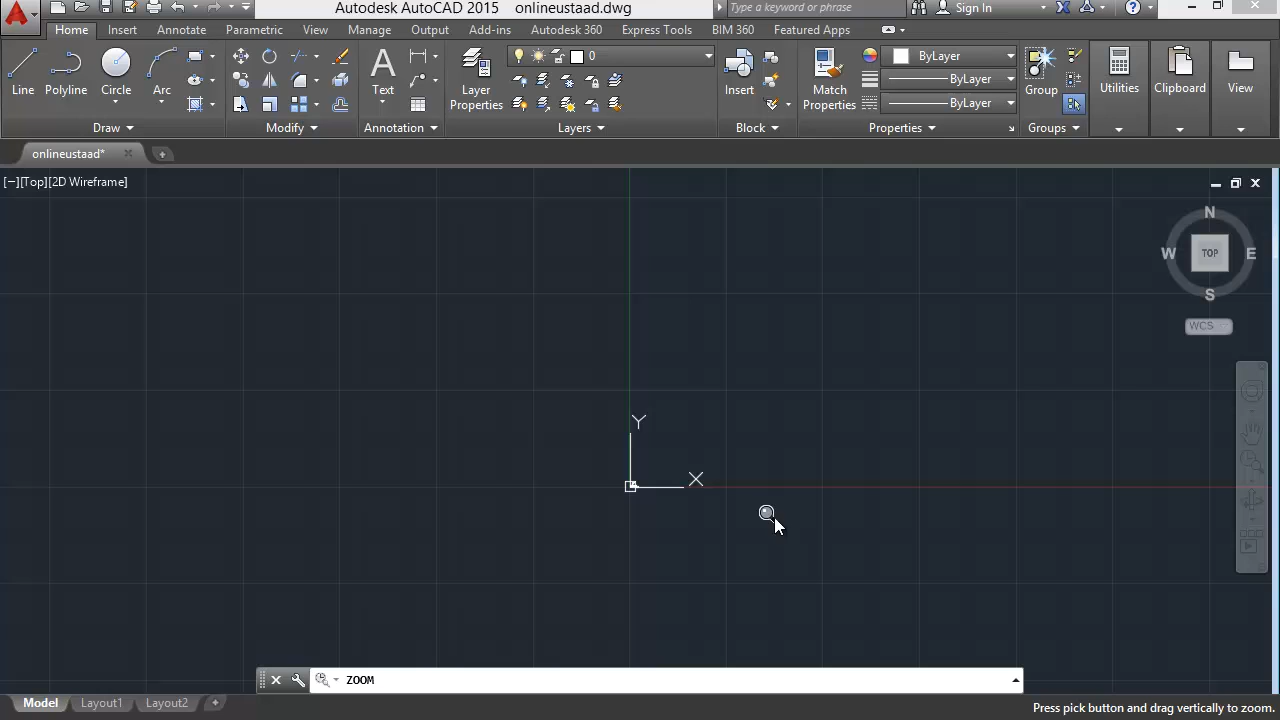 Autodesk AutoCAD 2015 onlineustaad.dwg
Type a keyword or phrase
Sign In
Home Insert Annotate Parametric View Manage Output Add-ins Autodesk 360 Express Tools BIM 360 Featured Apps
Line
Polyline
Circle
Arc
Text
Layer
Properties
0
Insert
Match
Properties
ByLayer
ByLayer
ByLayer
Group
Utilities
Clipboard
View
Draw
Modify
Annotation
Layers
Block
Properties
Groups
onlineustaad*
[−][Top][2D Wireframe]
N
W
TOP
E
S
WCS
Y
X
ZOOM
Model Layout1 Layout2
Press pick button and drag vertically to zoom.